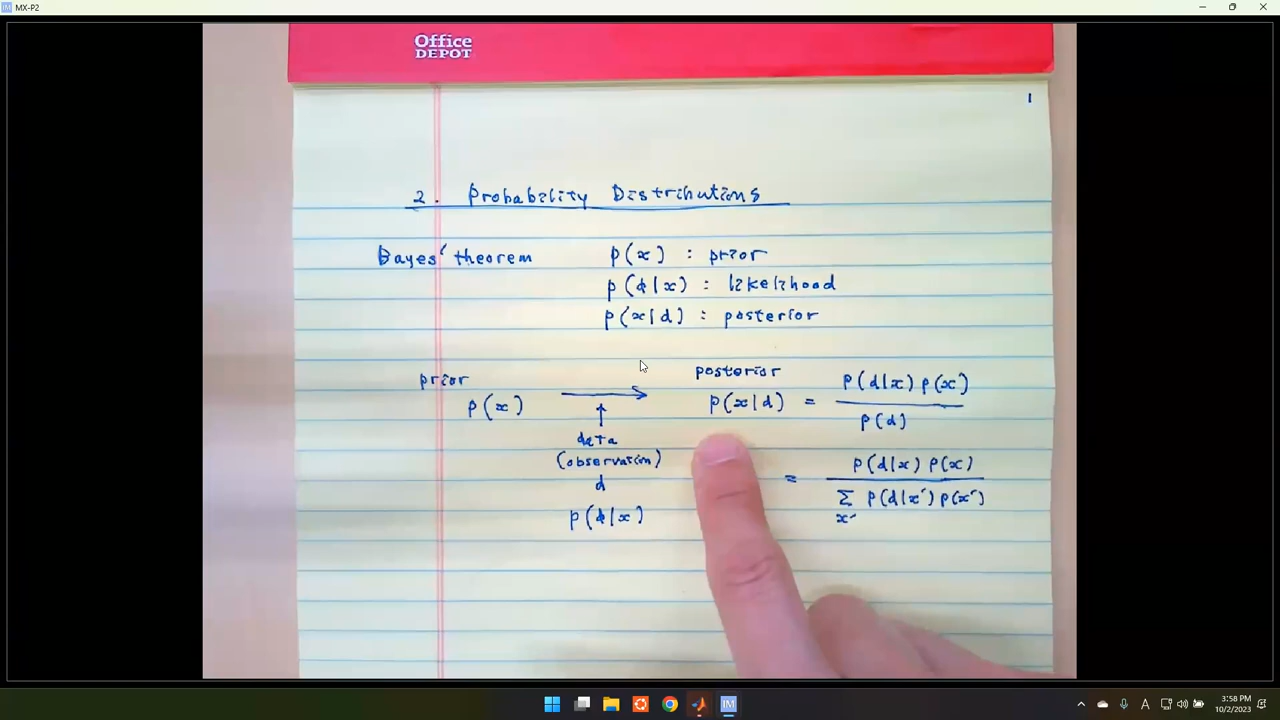 MX-P2
Office
DEPOT
1
2. Probability Distributions
Bayes' theorem
p(x) : prior
p(d|x) : likelihood
p(x|d) : posterior
prior
p(x)
data
(observation)
d
p(d|x)
posterior
p(x|d) = p(d|x) p(x) / p(d)
= p(d|x) p(x) / Σ p(d|x′) p(x′)
x′
A
3:58 PM
10/2/2023